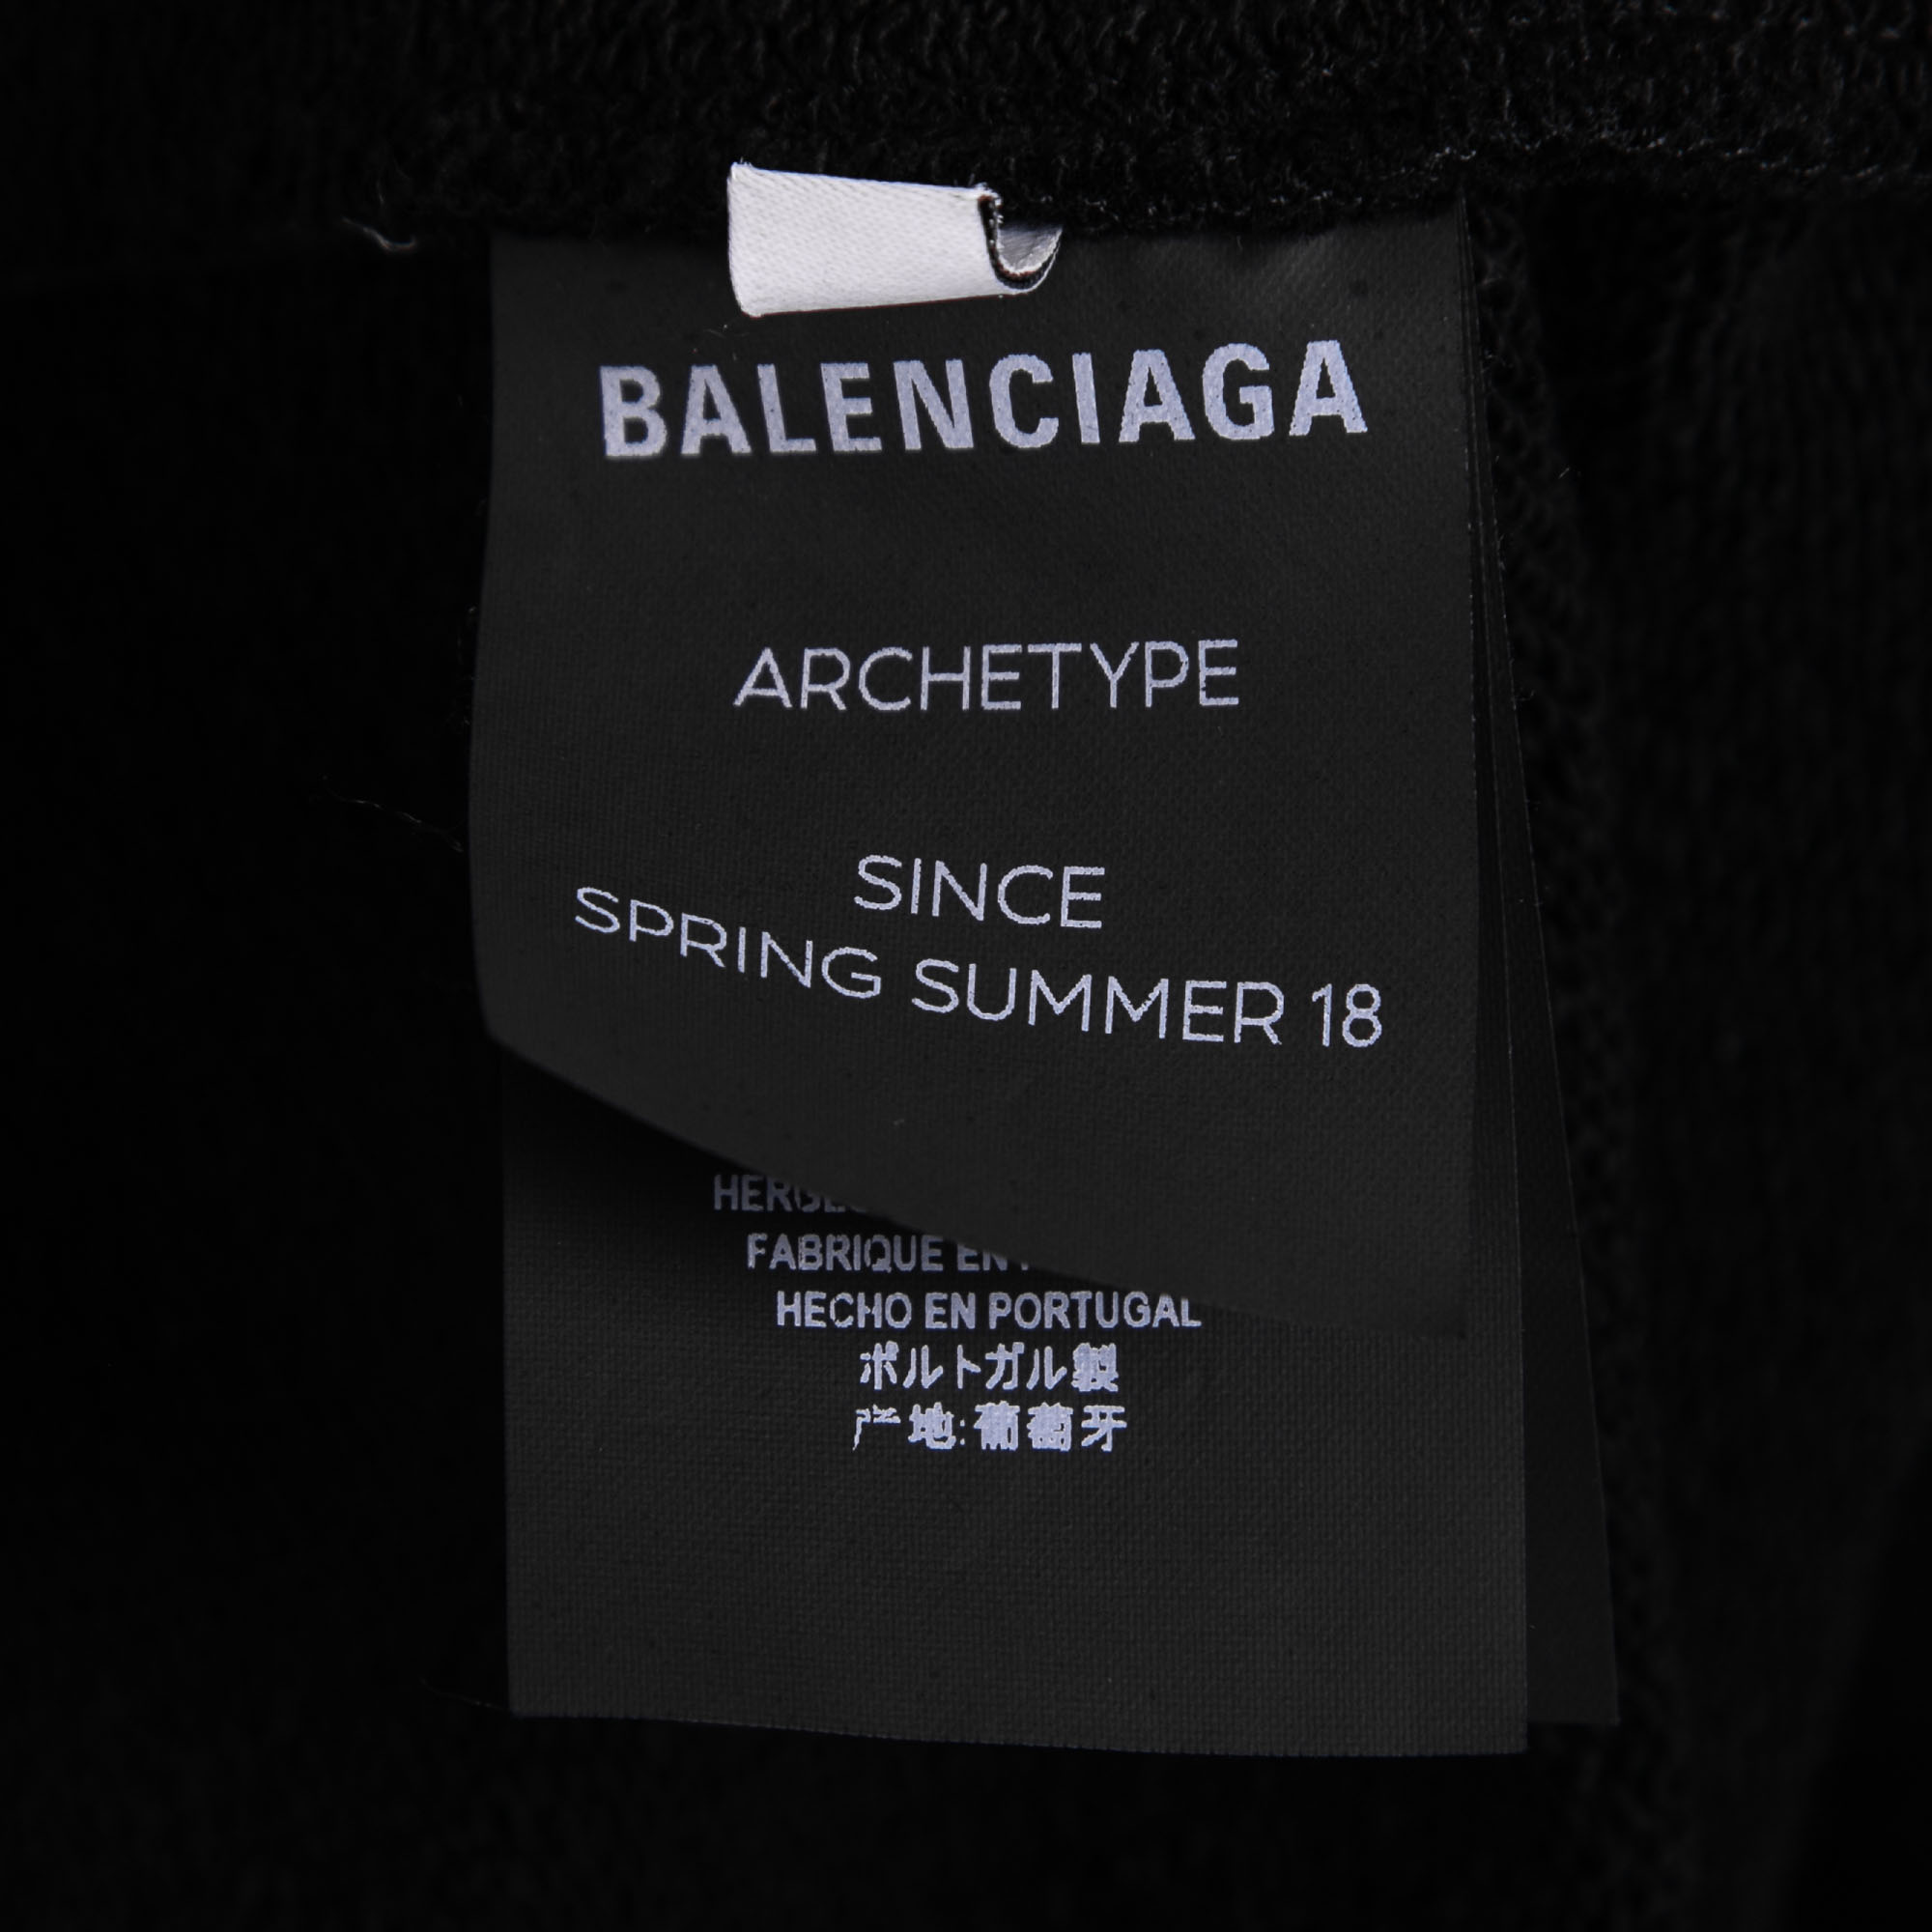 BALENCIAGA
ARCHETYPE
SINCE
SPRING SUMMER 18
FABRIQUE EN
HECHO EN PORTUGAL
ポルトガル製
产地:葡萄牙